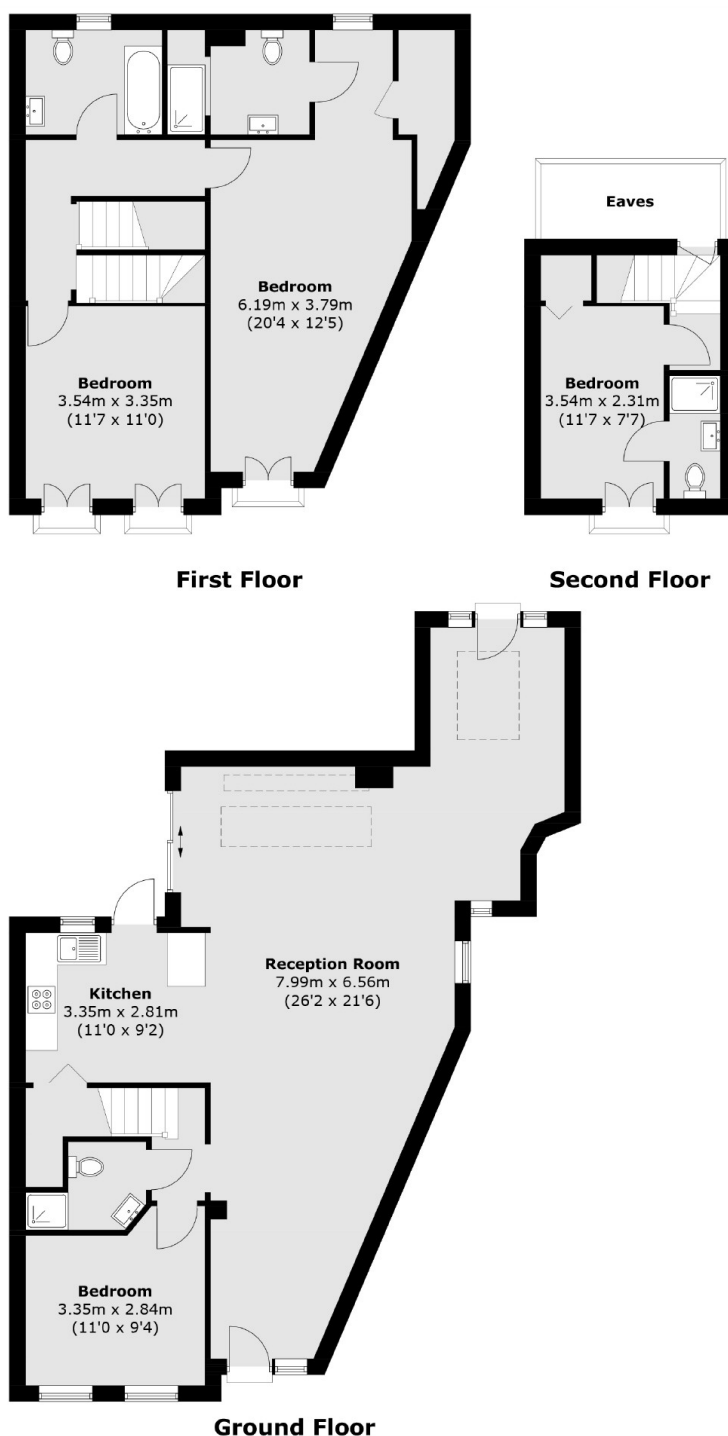 Eaves
Bedroom
6.19m x 3.79m
(20'4 x 12'5)
Bedroom
3.54m x 3.35m
(11'7 x 11'0)
Bedroom
3.54m x 2.31m
(11'7 x 7'7)
First Floor
Second Floor
Reception Room
7.99m x 6.56m
(26'2 x 21'6)
Kitchen
3.35m x 2.81m
(11'0 x 9'2)
Bedroom
3.35m x 2.84m
(11'0 x 9'4)
Ground Floor